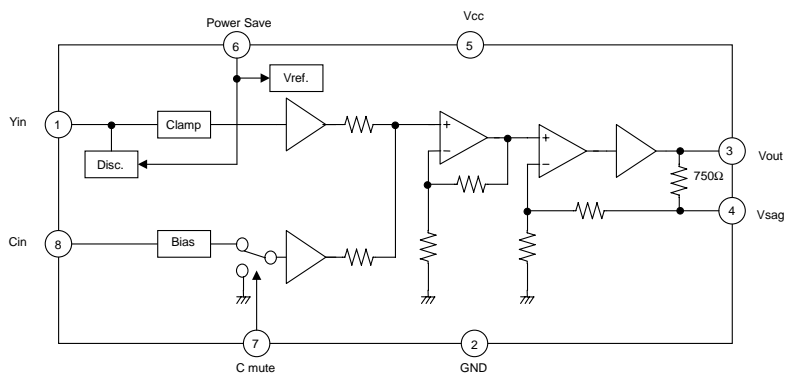 Power Save
Vcc
6
5
Vref.
Yin
1
Clamp
+
+
−
−
3
Vout
Disc.
750Ω
4
Vsag
Cin
8
Bias
7
2
C mute
GND